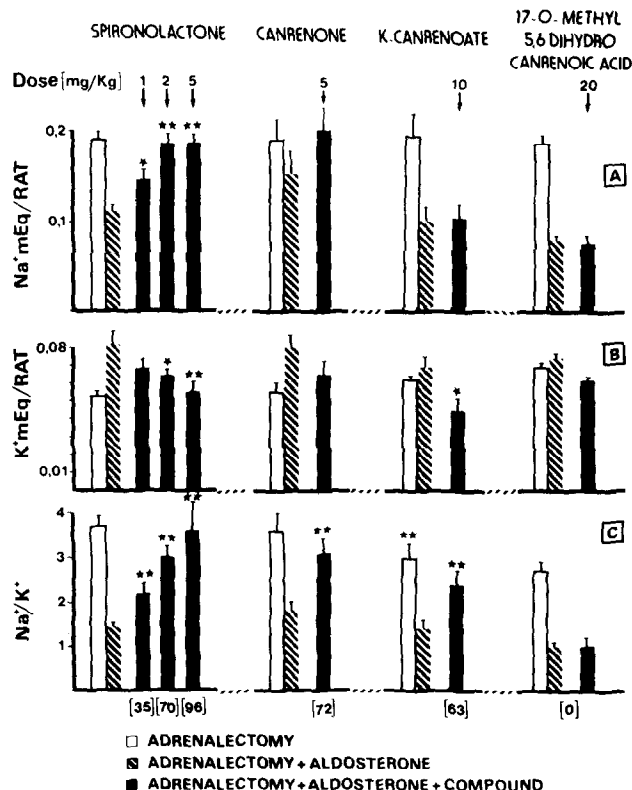 17-O-METHYL
SPIRONOLACTONE CANRENONE K-CANRENOATE 5,6 DIHYDRO
CANRENOIC ACID
Dose [mg/Kg] 1 2 5 5 10 20
** **
0,2
*
A
0,1
Na⁺mEq/RAT
0,08
B
*
**
*
K⁺mEq/RAT
0,01
**
4
C
** ** **
3
**
**
2
1
Na⁺/K⁺
[35] [70] [96] [72] [63] [0]
ADRENALECTOMY
ADRENALECTOMY + ALDOSTERONE
ADRENALECTOMY + ALDOSTERONE + COMPOUND